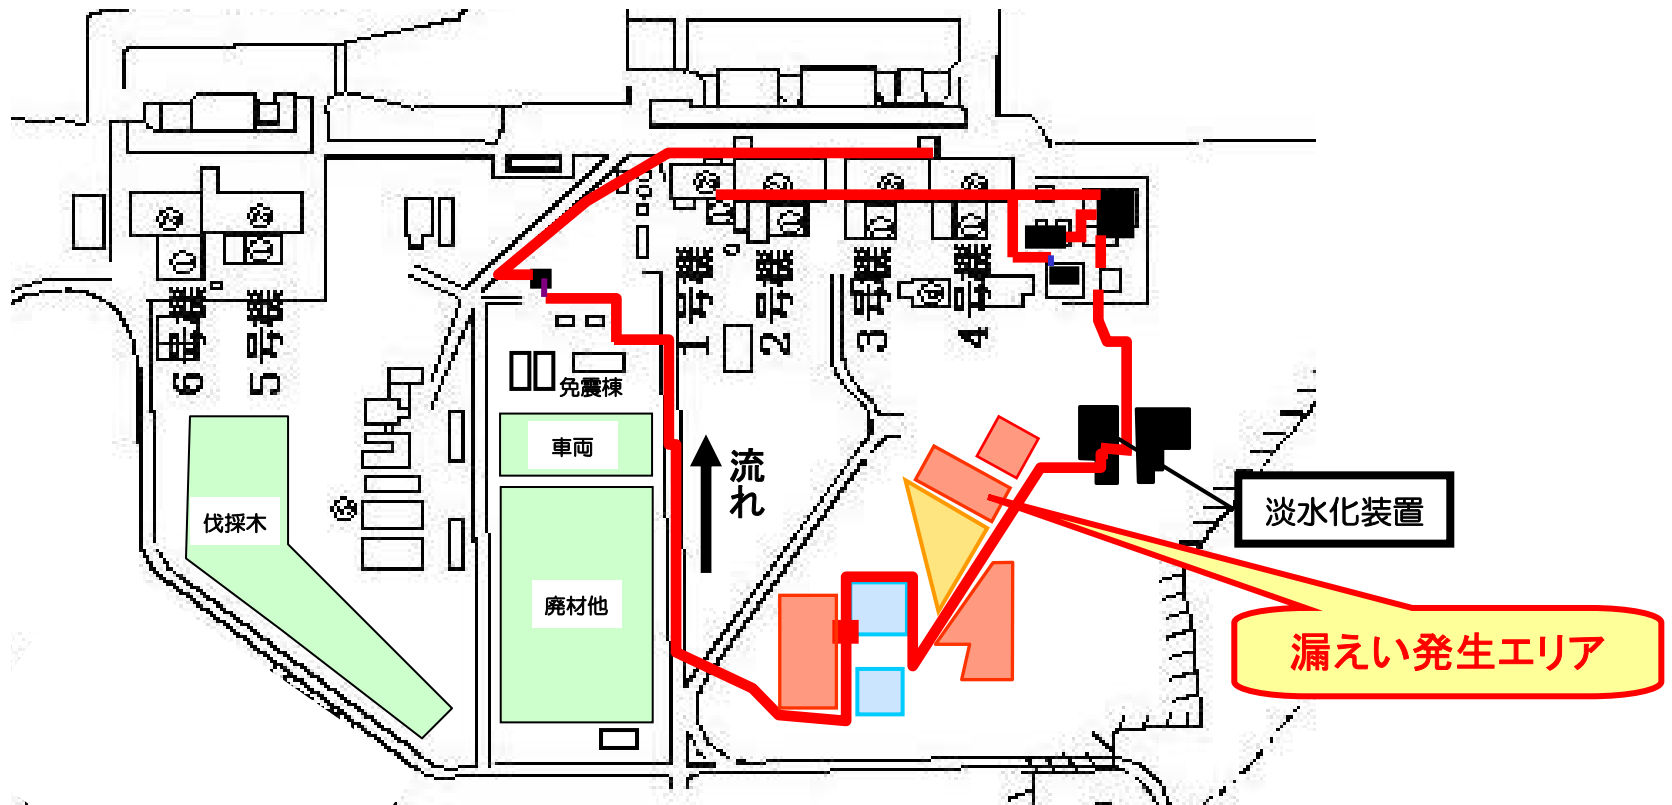 6号機
5号機
1号機
2号機
3号機
4号機
免震棟
車両
流れ
伐採木
淡水化装置
廃材他
漏えい発生エリア